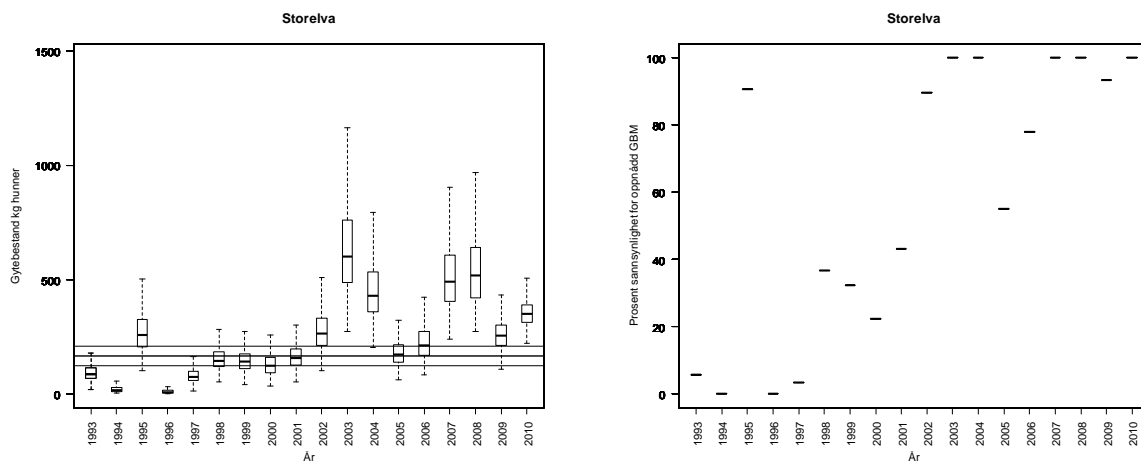 Storelva
Gytebestand kg hunner
1500
1000
500
0
1993 1994 1995 1996 1997 1998 1999 2000 2001 2002 2003 2004 2005 2006 2007 2008 2009 2010
År
Storelva
Prosent sannsynlighet for oppnådd GBM
100
80
60
40
20
0
1993 1994 1995 1996 1997 1998 1999 2000 2001 2002 2003 2004 2005 2006 2007 2008 2009 2010
År